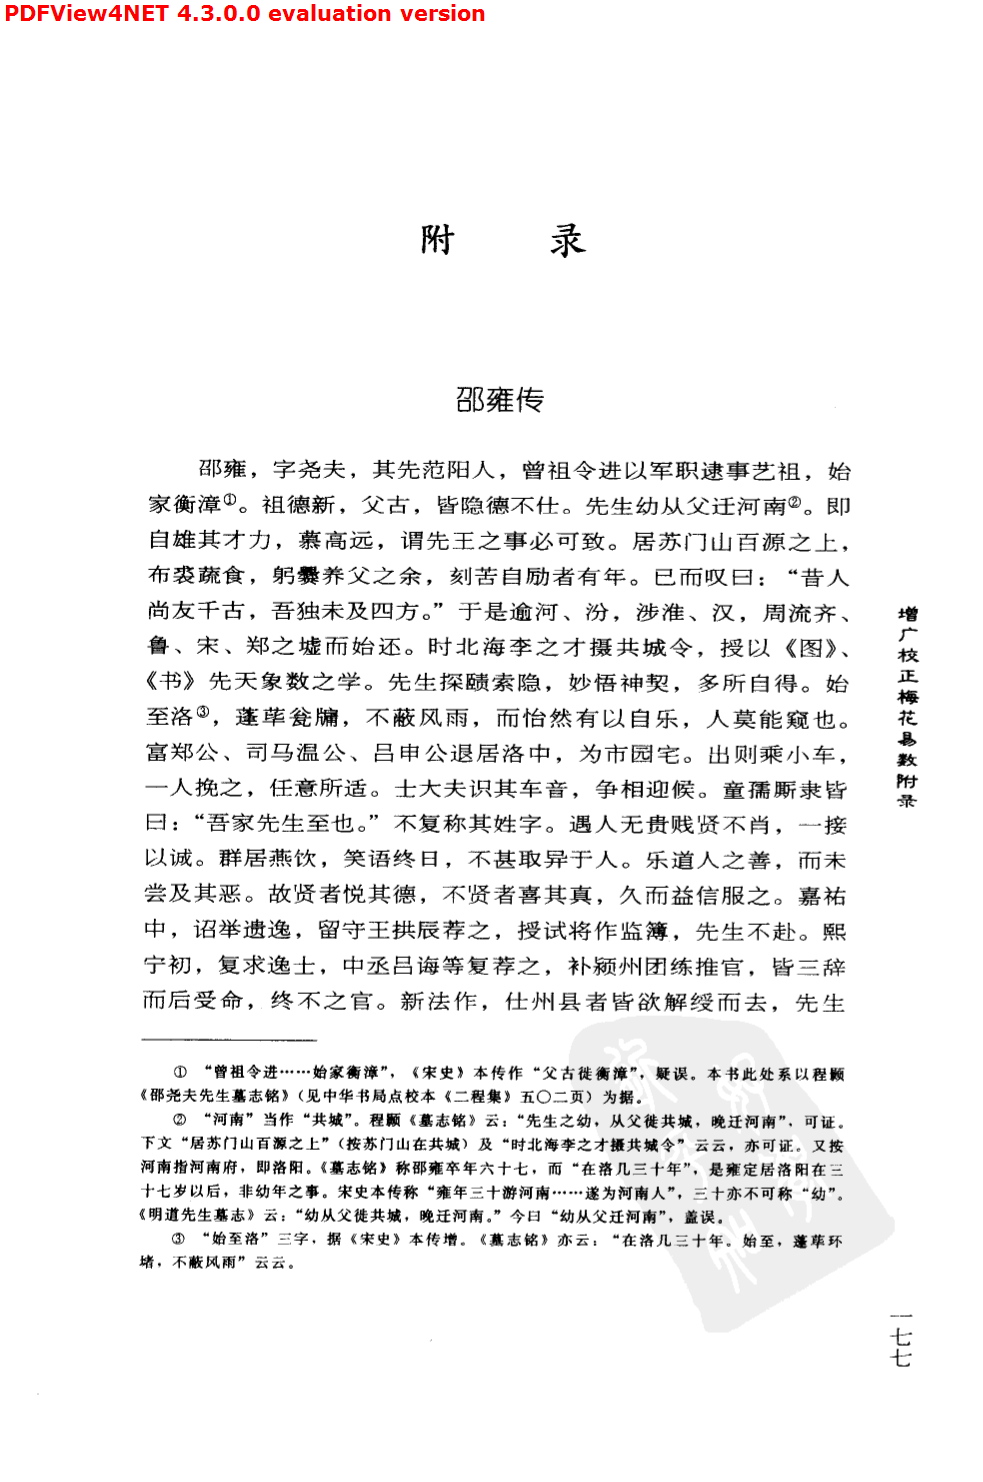 PDFView4NET 4.3.0.0 evaluation version
附 录
邵雍传
邵雍，字尧夫，其先范阳人，曾祖令进以军职逮事艺祖，始
家衡漳①。祖德新，父古，皆隐德不仕。先生幼从父迁河南②。即
自雄其才力，慕高远，谓先王之事必可致。居苏门山百源之上，
布裘蔬食，躬爨养父之余，刻苦自励者有年。已而叹曰：“昔人
尚友千古，吾独未及四方。”于是逾河、汾，涉淮、汉，周流齐、
鲁、宋、郑之墟而始还。时北海李之才摄共城令，授以《图》、
《书》先天象数之学。先生探赜索隐，妙悟神契，多所自得。始
至洛③，蓬荜瓮牖，不蔽风雨，而怡然有以自乐，人莫能窥也。
富郑公、司马温公、吕申公退居洛中，为市园宅。出则乘小车，
一人挽之，任意所适。士大夫识其车音，争相迎候。童孺厮隶皆
曰：“吾家先生至也。”不复称其姓字。遇人无贵贱贤不肖，一接
以诚。群居燕饮，笑语终日，不甚取异于人。乐道人之善，而未
尝及其恶。故贤者悦其德，不贤者喜其真，久而益信服之。嘉祐
中，诏举遗逸，留守王拱辰荐之，授试将作监簿，先生不赴。熙
宁初，复求逸士，中丞吕诲等复荐之，补颍州团练推官，皆三辞
而后受命，终不之官。新法作，仕州县者皆欲解绶而去，先生
① “曾祖令进……始家衡漳”，《宋史》本传作“父古徙衡漳”，疑误。本书此处系以程颢
《邵尧夫先生墓志铭》（见中华书局点校本《二程集》五〇二页）为据。
② “河南”当作“共城”。程颢《墓志铭》云：“先生之幼，从父徙共城，晚迁河南”，可证。
下文“居苏门山百源之上”（按苏门山在共城）及“时北海李之才摄共城令”云云，亦可证。又按
河南指河南府，即洛阳。《墓志铭》称邵雍卒年六十七，而“在洛几三十年”，是雍定居洛阳在三
十七岁以后，非幼年之事。宋史本传称“雍年三十游河南……遂为河南人”，三十亦不可称“幼”。
《明道先生墓志》云：“幼从父徙共城，晚迁河南。”今曰“幼从父迁河南”，盖误。
③ “始至洛”三字，据《宋史》本传增。《墓志铭》亦云：“在洛几三十年。始至，蓬荜环
堵，不蔽风雨”云云。
增广校正梅花易数附录
一七七